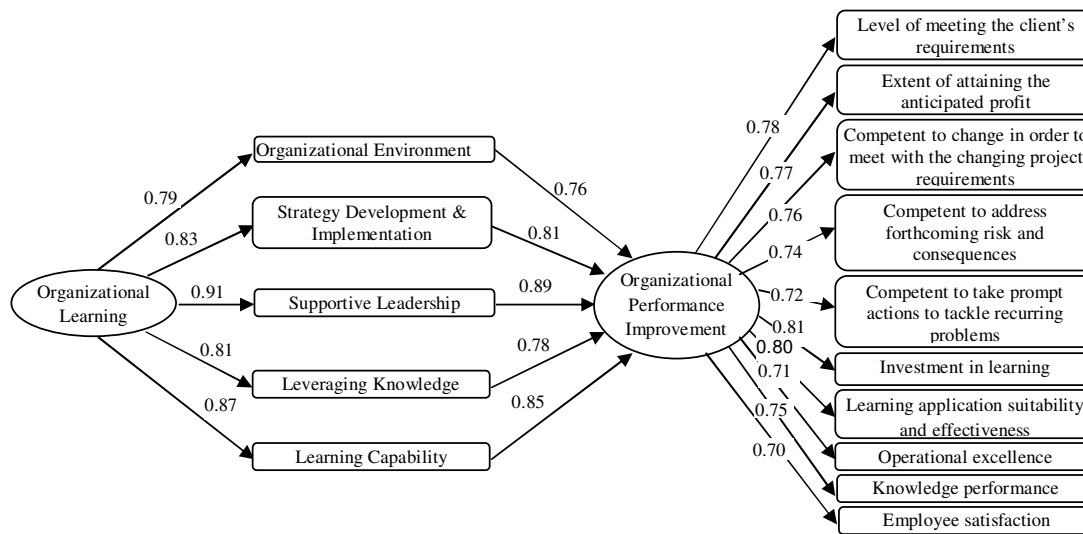 Organizational
Learning
0.79
0.83
0.91
0.81
0.87
Organizational Environment
Strategy Development &
Implementation
Supportive Leadership
Leveraging Knowledge
Learning Capability
0.76
0.81
0.89
0.78
0.85
Organizational
Performance
Improvement
0.78
0.77
0.76
0.74
0.72
0.81
0.80
0.71
0.75
0.70
Level of meeting the client's
requirements
Extent of attaining the
anticipated profit
Competent to change in order to
meet with the changing project
requirements
Competent to address
forthcoming risk and
consequences
Competent to take prompt
actions to tackle recurring
problems
Investment in learning
Learning application suitability
and effectiveness
Operational excellence
Knowledge performance
Employee satisfaction